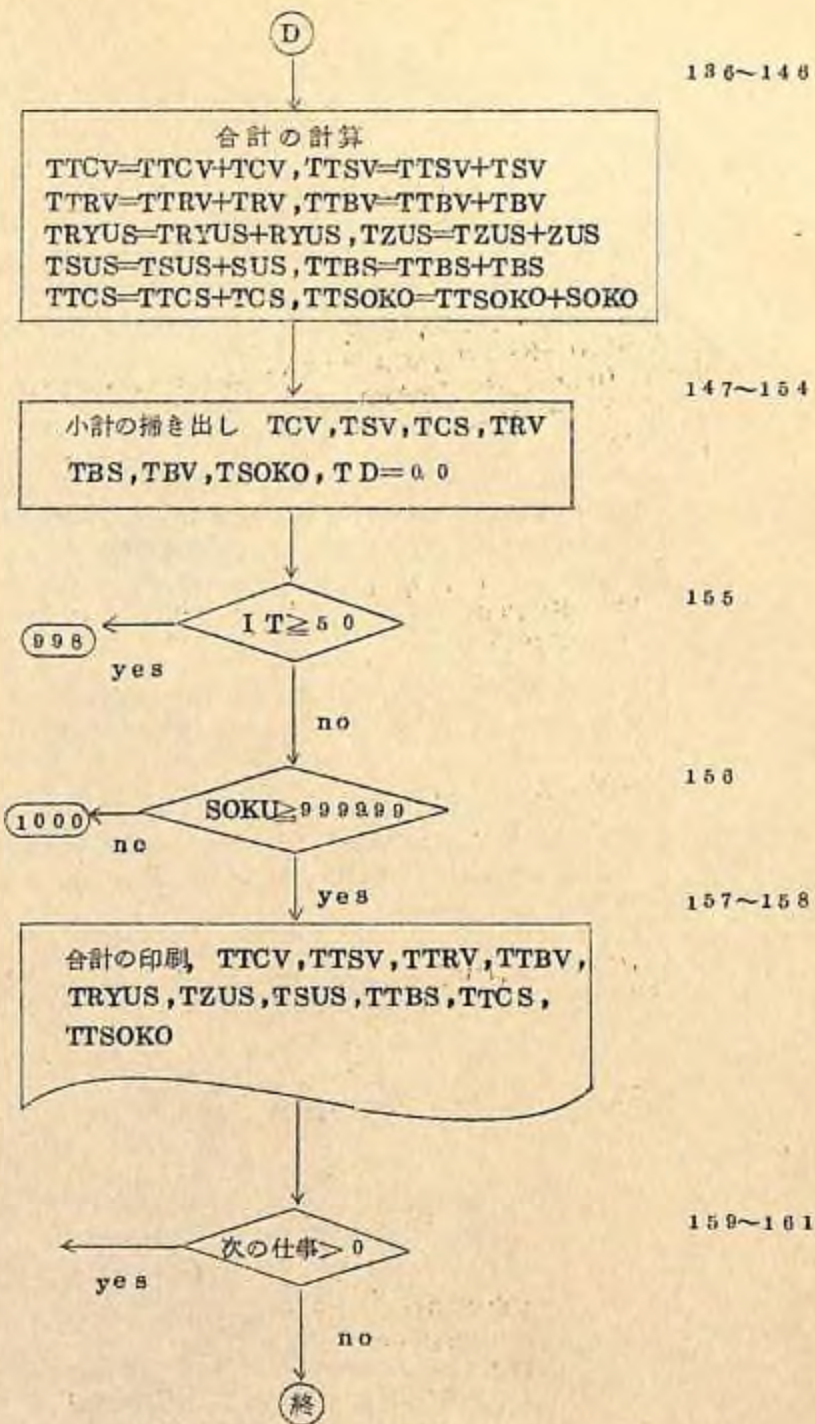 D
136~146
合計の計算
TTCV=TTCV+TCV,TTSV=TTSV+TSV
TTRV=TTRV+TRV,TTBV=TTBV+TBV
TRYUS=TRYUS+RYUS,TZUS=TZUS+ZUS
TSUS=TSUS+SUS,TTBS=TTBS+TBS
TTCS=TTCS+TCS,TTSOKO=TTSOKO+SOKO
147~154
小計の掃き出し TCV,TSV,TCS,TRV
TBS,TBV,TSOKO,TD=0.0
155
IT≧50
998
yes
no
156
SOKU≧9999.99
1000
no
yes
157~158
合計の印刷, TTCV,TTSV,TTRV,TTBV,
TRYUS,TZUS,TSUS,TTBS,TTCS,
TTSOKO
159~161
次の仕事>0
yes
no
終